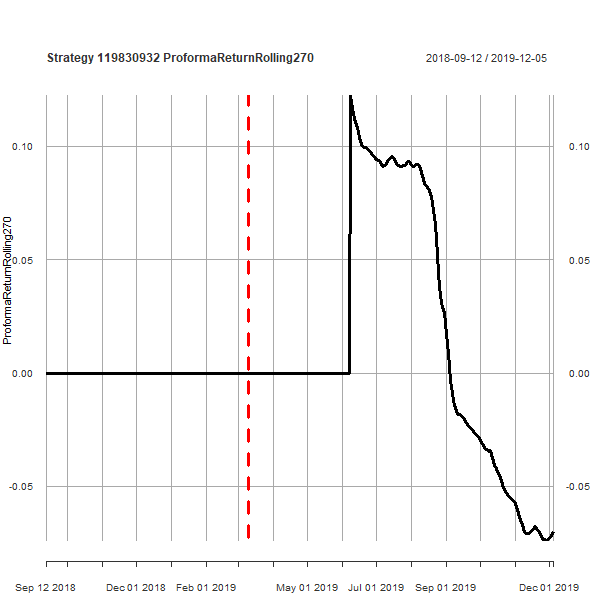 Strategy 119830932 ProformaReturnRolling270
2018-09-12 / 2019-12-05
ProformaReturnRolling270
0.10
0.10
0.05
0.05
0.00
0.00
-0.05
-0.05
Sep 12 2018
Dec 01 2018
Feb 01 2019
May 01 2019
Jul 01 2019
Sep 01 2019
Dec 01 2019